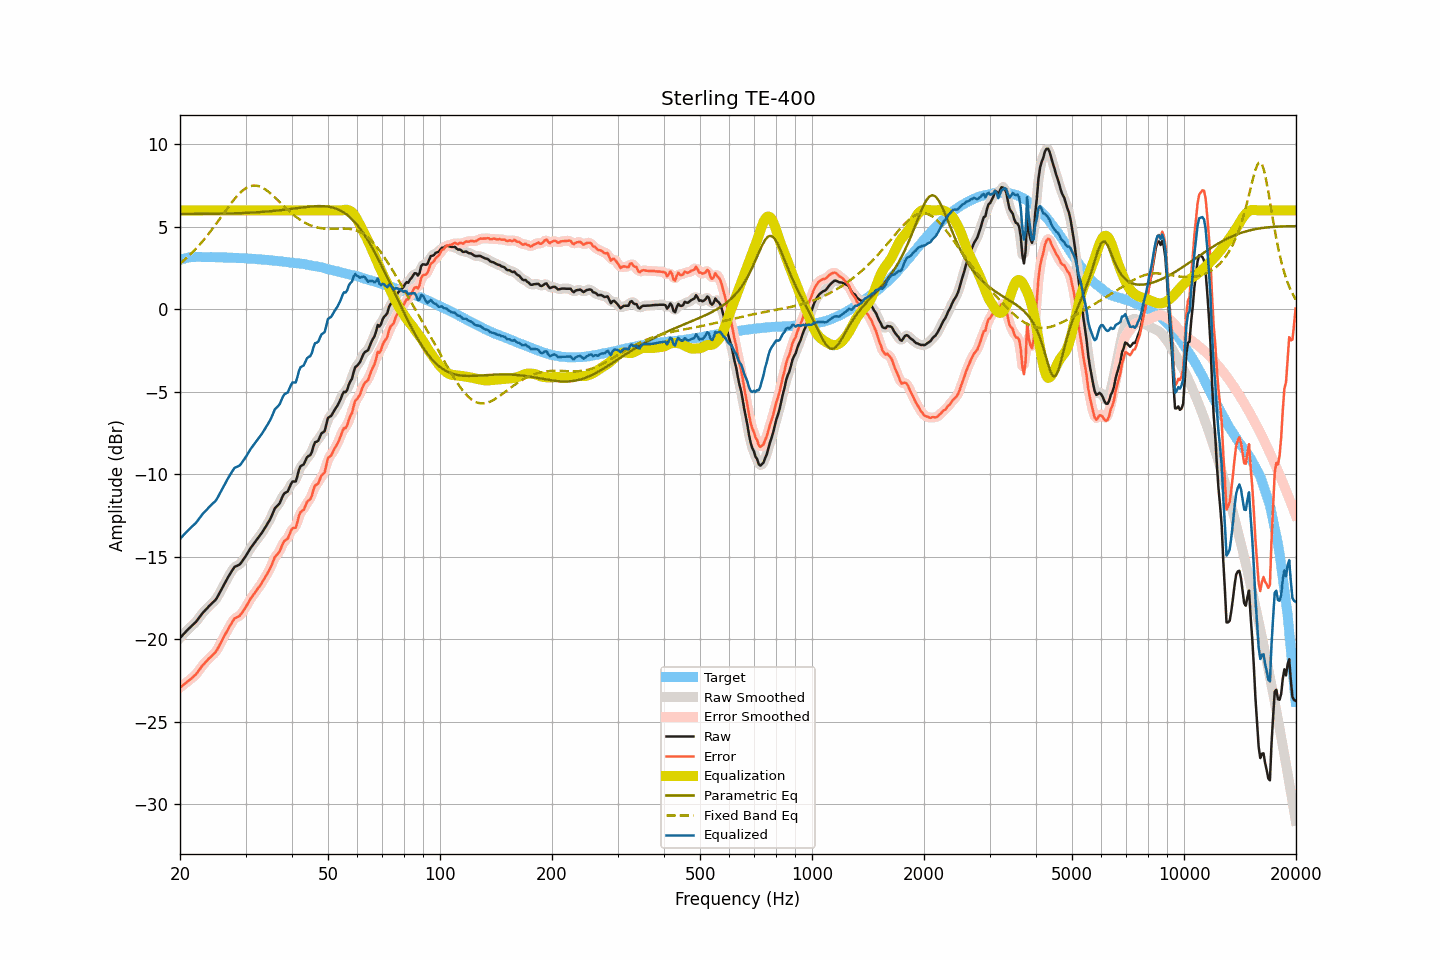 Sterling TE-400
10
5
0
−5
−10
−15
−20
−25
−30
Amplitude (dBr)
Target
Raw Smoothed
Error Smoothed
Raw
Error
Equalization
Parametric Eq
Fixed Band Eq
Equalized
20 50 100 200 500 1000 2000 5000 10000 20000
Frequency (Hz)